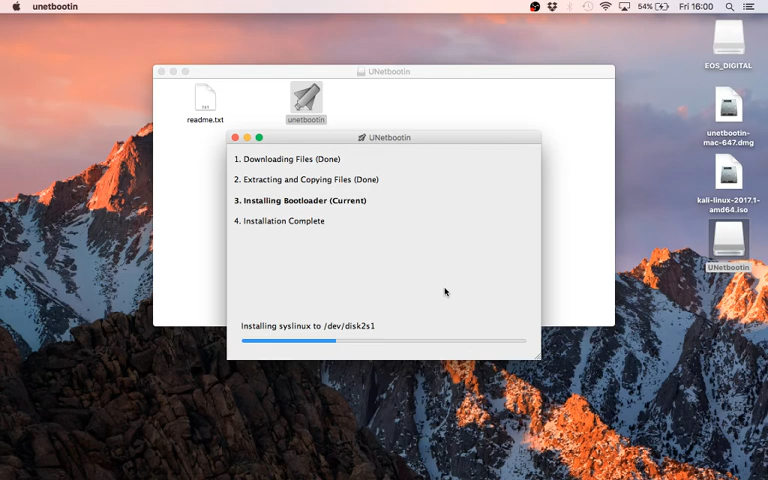 unetbootin
54%
Fri 16:00
UNetbootin
EOS_DIGITAL
readme.txt
unetbootin
unetbootin-
mac-647.dmg
UNetbootin
1. Downloading Files (Done)
2. Extracting and Copying Files (Done)
3. Installing Bootloader (Current)
4. Installation Complete
kali-linux-2017.1-
amd64.iso
UNetbootin
Installing syslinux to /dev/disk2s1